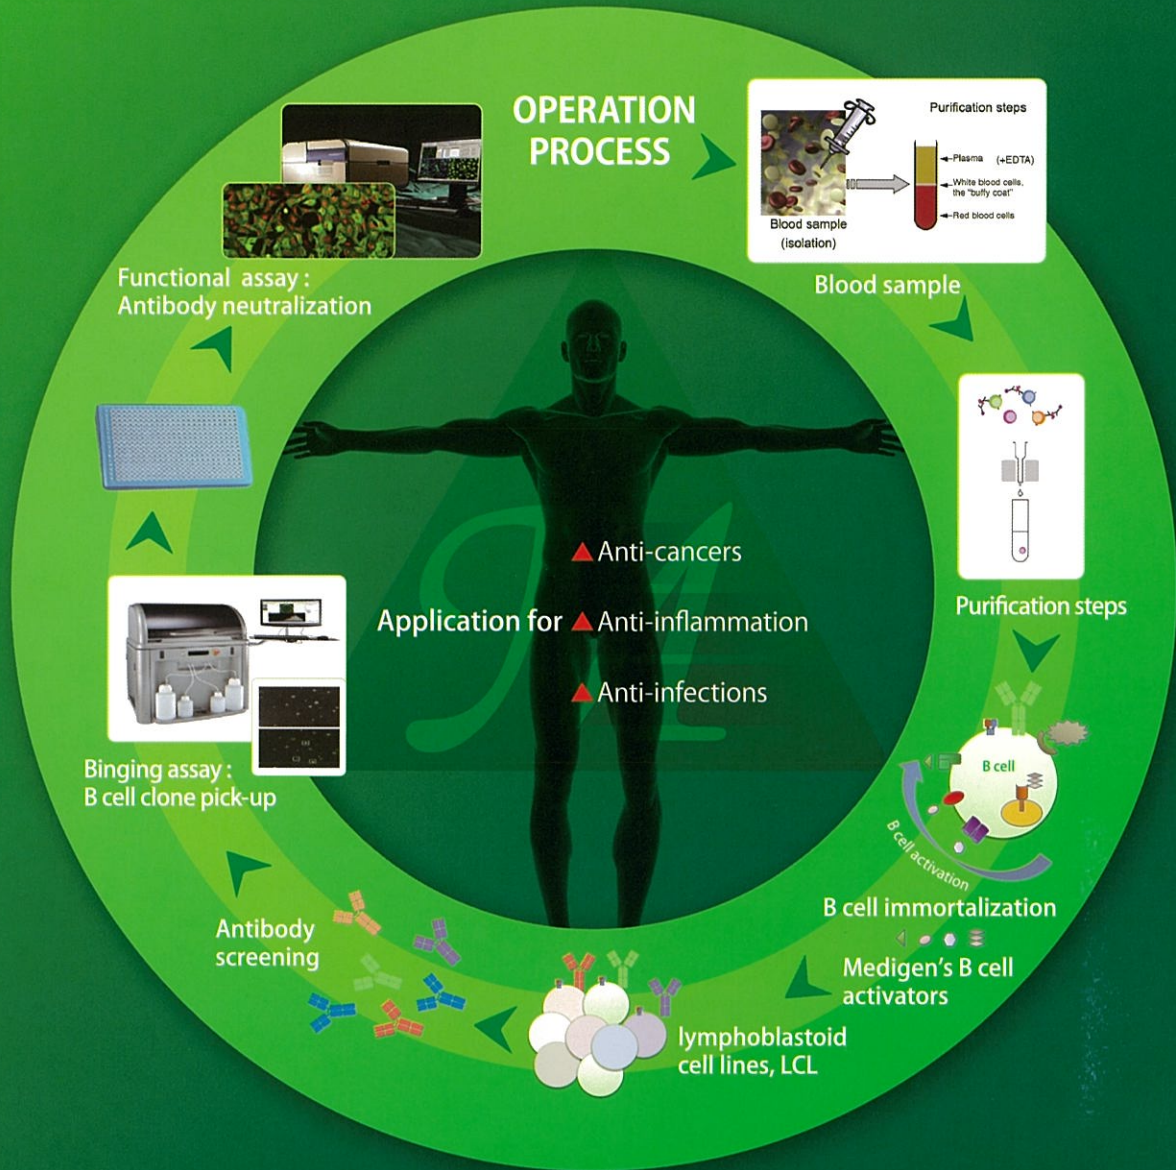 OPERATION
PROCESS
Purification steps
Plasma (+EDTA)
White blood cells,
the "buffy coat"
Red blood cells
Blood sample
(isolation)
Blood sample
Purification steps
B cell
B cell activation
B cell immortalization
Medigen's B cell
activators
lymphoblastoid
cell lines, LCL
Antibody
screening
Binging assay :
B cell clone pick-up
Functional assay :
Antibody neutralization
Application for
Anti-cancers
Anti-inflammation
Anti-infections